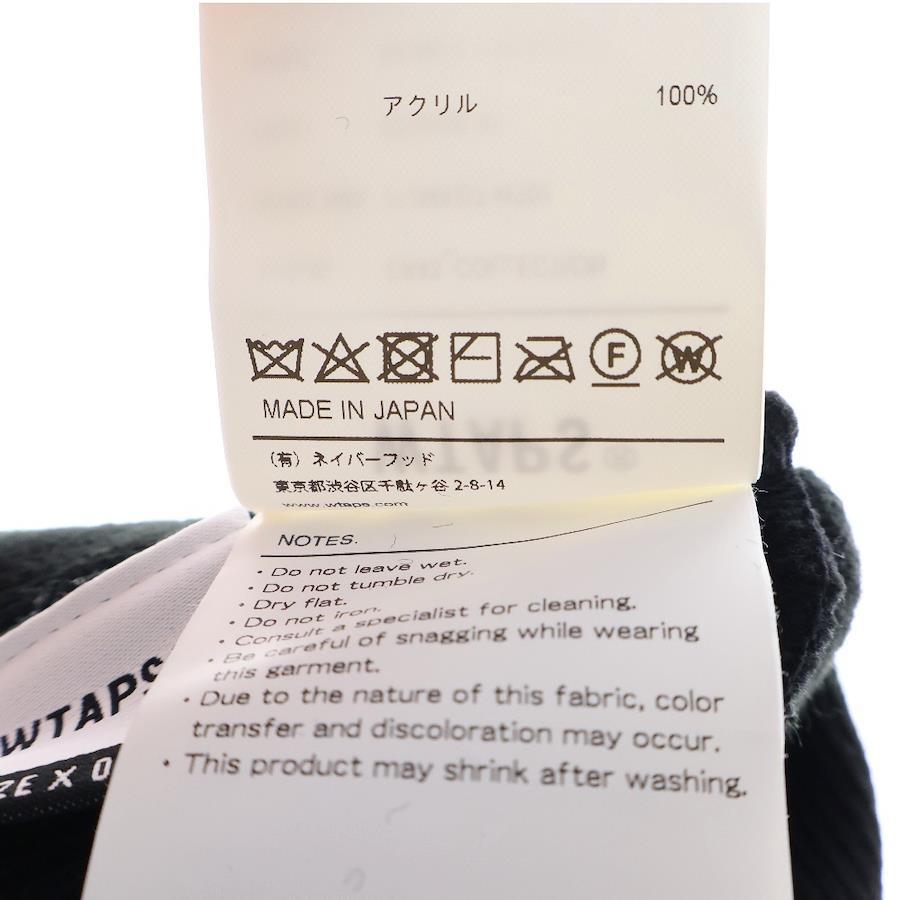 アクリル 100%
F W
MADE IN JAPAN
(有) ネイバーフッド
東京都渋谷区千駄ヶ谷 2-8-14
www.wtaps.com
NOTES.
・Do not leave wet.
・Do not tumble dry.
・Dry flat.
・Do not iron.
・Consult a specialist for cleaning.
・Be careful of snagging while wearing
this garment.
・Due to the nature of this fabric, color
transfer and discoloration may occur.
・This product may shrink after washing.
WTAPS
ZE X 0